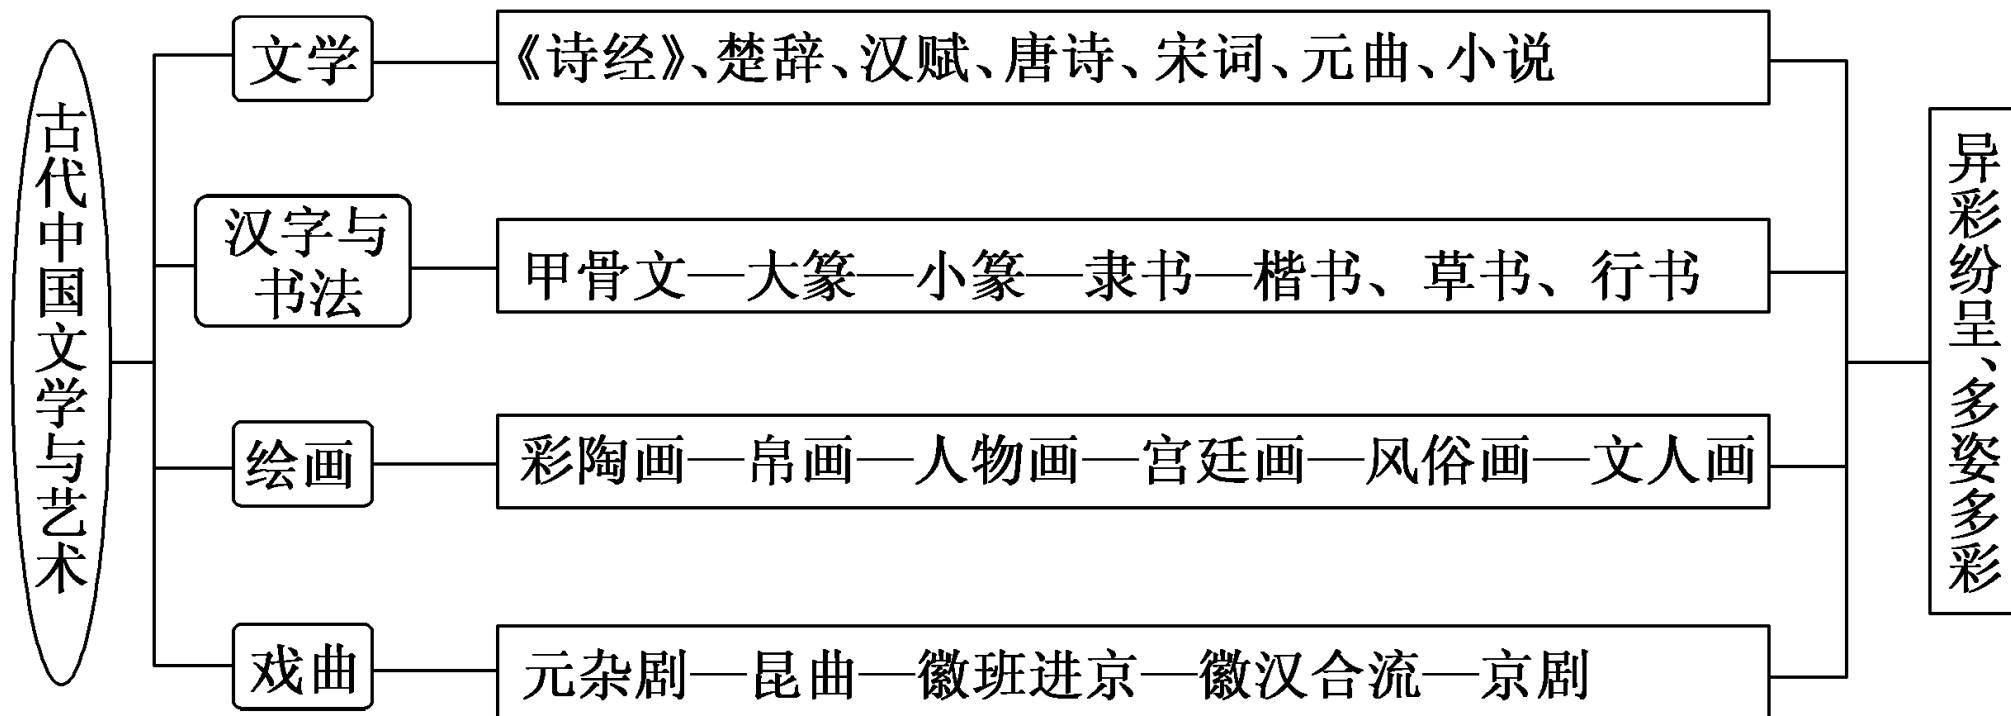 古代中国文学与艺术
文学
《诗经》、楚辞、汉赋、唐诗、宋词、元曲、小说
汉字与
书法
甲骨文—大篆—小篆—隶书—楷书、草书、行书
绘画
彩陶画—帛画—人物画—宫廷画—风俗画—文人画
戏曲
元杂剧—昆曲—徽班进京—徽汉合流—京剧
异彩纷呈、多姿多彩